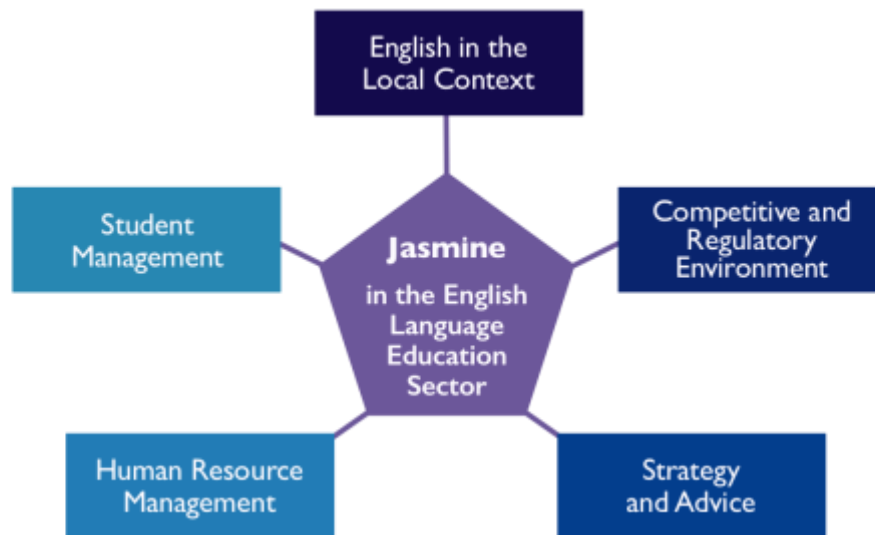 English in the
Local Context
Student
Management
Jasmine
in the English
Language
Education
Sector
Competitive and
Regulatory
Environment
Human Resource
Management
Strategy
and Advice